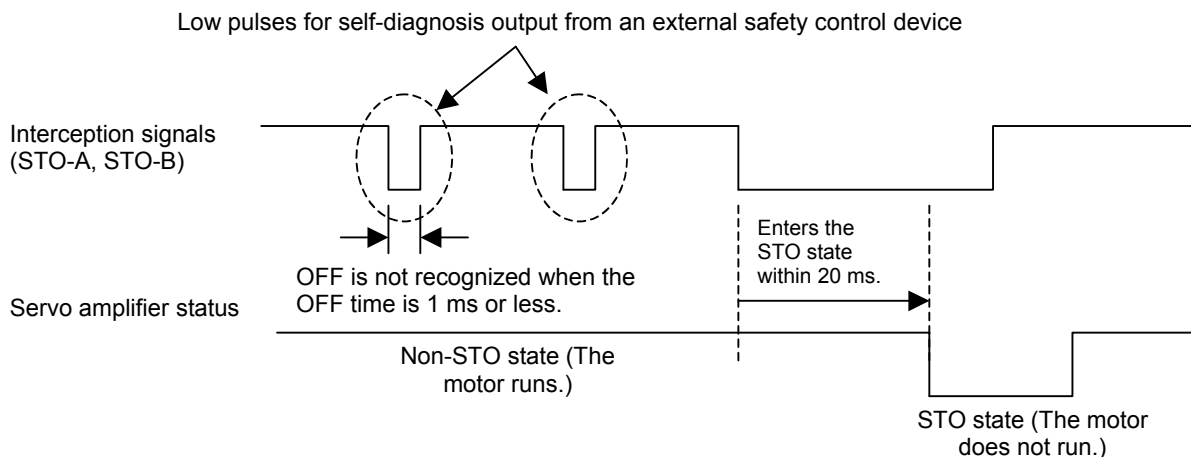 Low pulses for self-diagnosis output from an external safety control device
Interception signals
(STO-A, STO-B)
Enters the
STO state
within 20 ms.
OFF is not recognized when the
OFF time is 1 ms or less.
Servo amplifier status
Non-STO state (The
motor runs.)
STO state (The motor
does not run.)